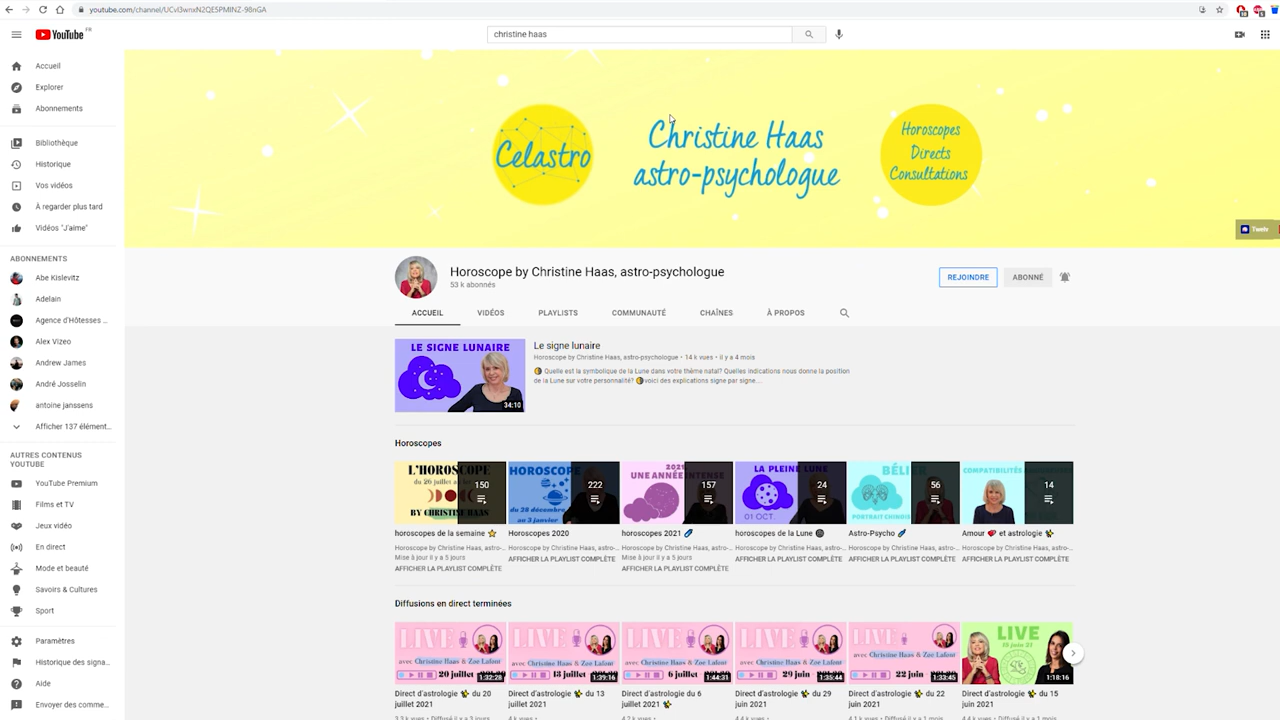 youtube.com/channel/UCvl3wnxN2QE5PMINZ-98nGA
YouTube FR
christine haas
Accueil
Explorer
Abonnements
Bibliothèque
Historique
Vos vidéos
À regarder plus tard
Vidéos "J'aime"
ABONNEMENTS
Abe Kislevitz
Adelain
Agence d'Hôtesses ...
Alex Vizeo
Andrew James
André Josselin
antoine janssens
Afficher 137 élément...
AUTRES CONTENUS
YOUTUBE
YouTube Premium
Films et TV
Jeux vidéo
En direct
Mode et beauté
Savoirs & Cultures
Sport
Paramètres
Historique des signa...
Aide
Envoyer des comme...
Celastro
Christine Haas
astro-psychologue
Horoscopes
Directs
Consultations
Horoscope by Christine Haas, astro-psychologue
53 k abonnés
REJOINDRE
ABONNÉ
ACCUEIL
VIDÉOS
PLAYLISTS
COMMUNAUTÉ
CHAÎNES
À PROPOS
LE SIGNE LUNAIRE
34:10
Le signe lunaire
Horoscope by Christine Haas, astro-psychologue • 14 k vues • il y a 4 mois
Quelle est la symbolique de la Lune dans votre thème natal? Quelles indications nous donne la position
de la Lune sur votre personnalité? voici des explications signe par signe....
Horoscopes
L'HOROSCOPE
du 26 juillet
BY CHRISTINE HAAS
150
HOROSCOPE
du 28 décembre
au 3 janvier
222
2021
UNE ANNÉE INTENSE
157
LA PLEINE LUNE
01 OCT.
24
BÉLIER
PORTRAIT CHINOIS
56
COMPATIBILITÉS
14
horoscopes de la semaine
Horoscopes 2020
horoscopes 2021
horoscopes de la Lune
Astro-Psycho
Amour et astrologie
Horoscope by Christine Haas, astro-...
Horoscope by Christine Haas, astro-...
Horoscope by Christine Haas, astro-...
Horoscope by Christine Haas, astro-...
Horoscope by Christine Haas, astro-...
Horoscope by Christine Haas, astro-...
Mise à jour il y a 5 jours
AFFICHER LA PLAYLIST COMPLÈTE
AFFICHER LA PLAYLIST COMPLÈTE
Mise à jour il y a 5 jours
AFFICHER LA PLAYLIST COMPLÈTE
AFFICHER LA PLAYLIST COMPLÈTE
AFFICHER LA PLAYLIST COMPLÈTE
AFFICHER LA PLAYLIST COMPLÈTE
Diffusions en direct terminées
LIVE
avec Christine Haas & Zoe Lafont
20 juillet
1:32:28
LIVE
avec Christine Haas & Zoe Lafont
13 juillet
1:39:16
LIVE
avec Christine Haas & Zoe Lafont
6 juillet
1:44:31
LIVE
avec Christine Haas & Zoe Lafont
29 juin
1:35:44
LIVE
avec Christine Haas & Zoe Lafont
22 juin
1:33:45
LIVE
15 juin 21
1:18:16
Direct d'astrologie du 20
juillet 2021
Direct d'astrologie du 13
juillet 2021
Direct d'astrologie du 6
juillet 2021
Direct d'astrologie du 29
juin 2021
Direct d'astrologie du 22
juin 2021
Direct d'astrologie du 15
juin 2021